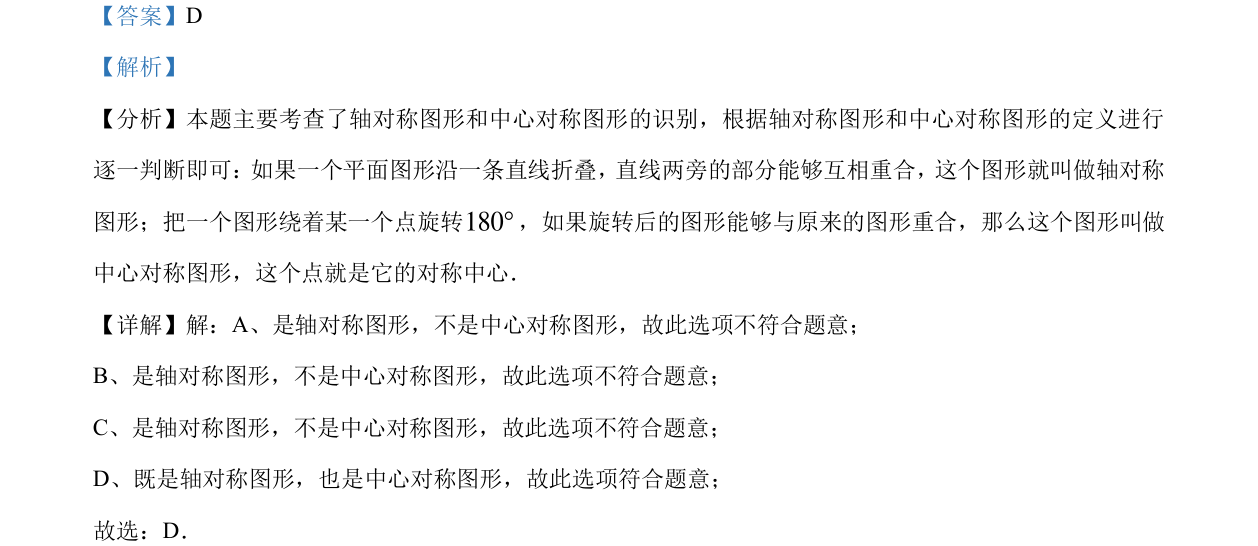 【答案】D
【解析】
【分析】本题主要考查了轴对称图形和中心对称图形的识别，根据轴对称图形和中心对称图形的定义进行
逐一判断即可：如果一个平面图形沿一条直线折叠，直线两旁的部分能够互相重合，这个图形就叫做轴对称
图形；把一个图形绕着某一个点旋转180°，如果旋转后的图形能够与原来的图形重合，那么这个图形叫做
中心对称图形，这个点就是它的对称中心．
【详解】解：A、是轴对称图形，不是中心对称图形，故此选项不符合题意；
B、是轴对称图形，不是中心对称图形，故此选项不符合题意；
C、是轴对称图形，不是中心对称图形，故此选项不符合题意；
D、既是轴对称图形，也是中心对称图形，故此选项符合题意；
故选：D．